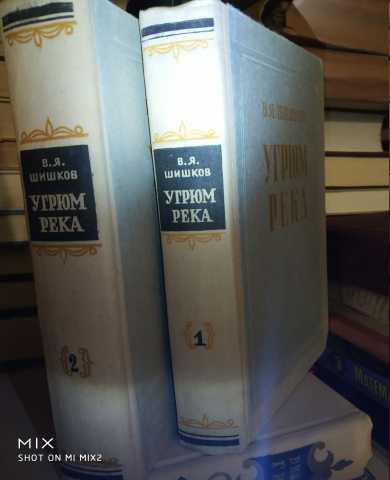 В.Я.
ШИШКОВ
УГРЮМ
РЕКА
2
В.Я.
ШИШКОВ
УГРЮМ
РЕКА
1
В.Я. ШИШКОВ
УГРЮМ
РЕКА
MIX
SHOT ON MI MIX2